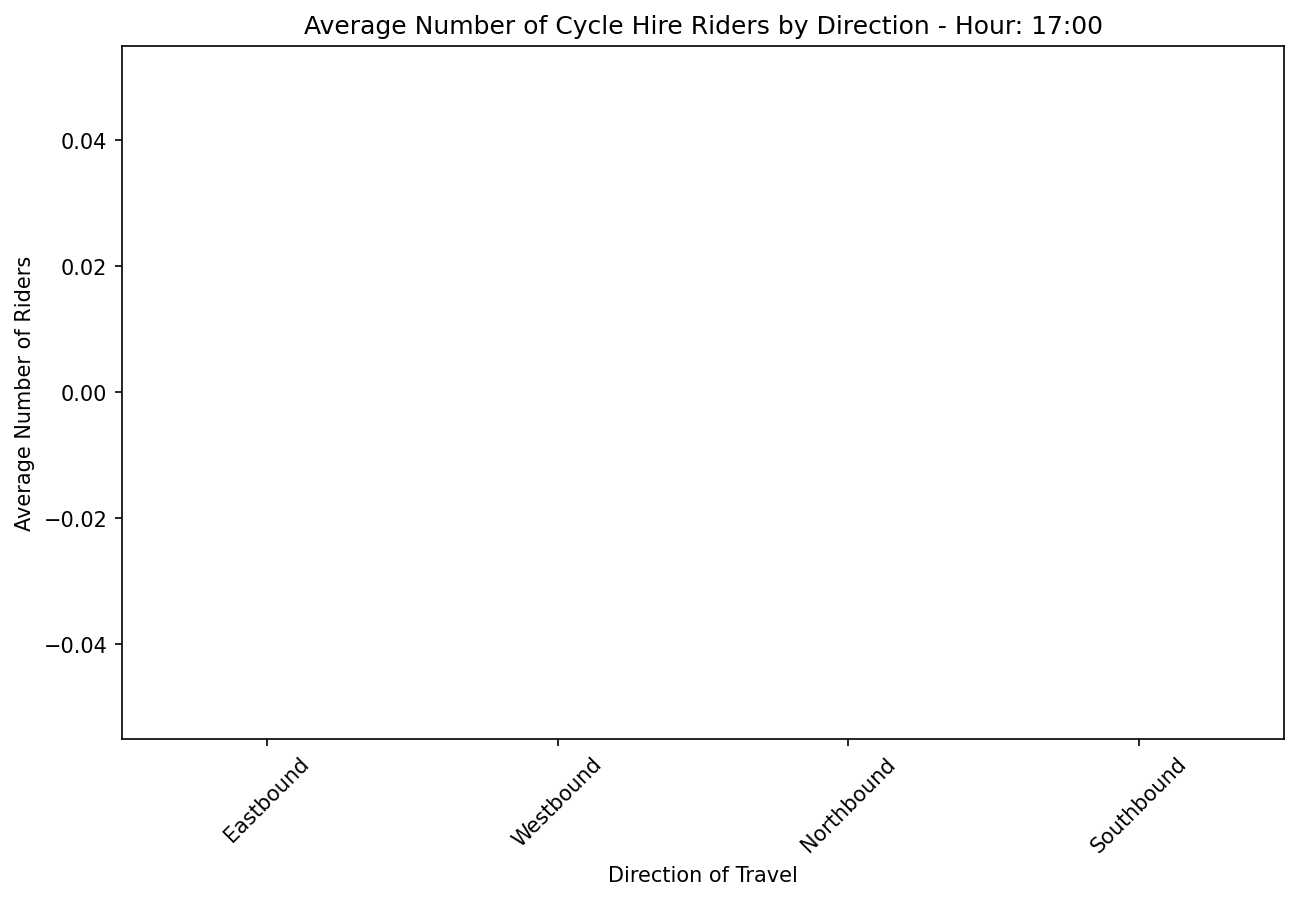 Average Number of Cycle Hire Riders by Direction - Hour: 17:00
Average Number of Riders
0.04
0.02
0.00
−0.02
−0.04
Eastbound
Westbound
Northbound
Southbound
Direction of Travel